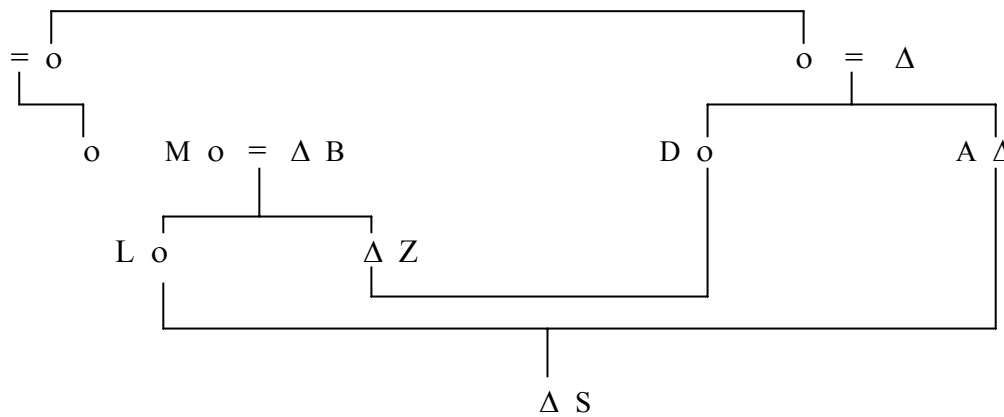 = o o = Δ
o M o = Δ B D o A Δ
L o Δ Z
Δ S